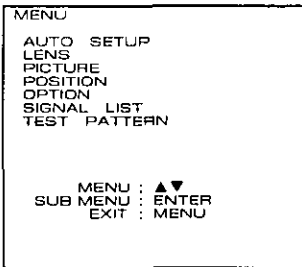 MENU
AUTO SETUP
LENS
PICTURE
POSITION
OPTION
SIGNAL LIST
TEST PATTERN
MENU : ▲▼
SUB MENU : ENTER
EXIT : MENU